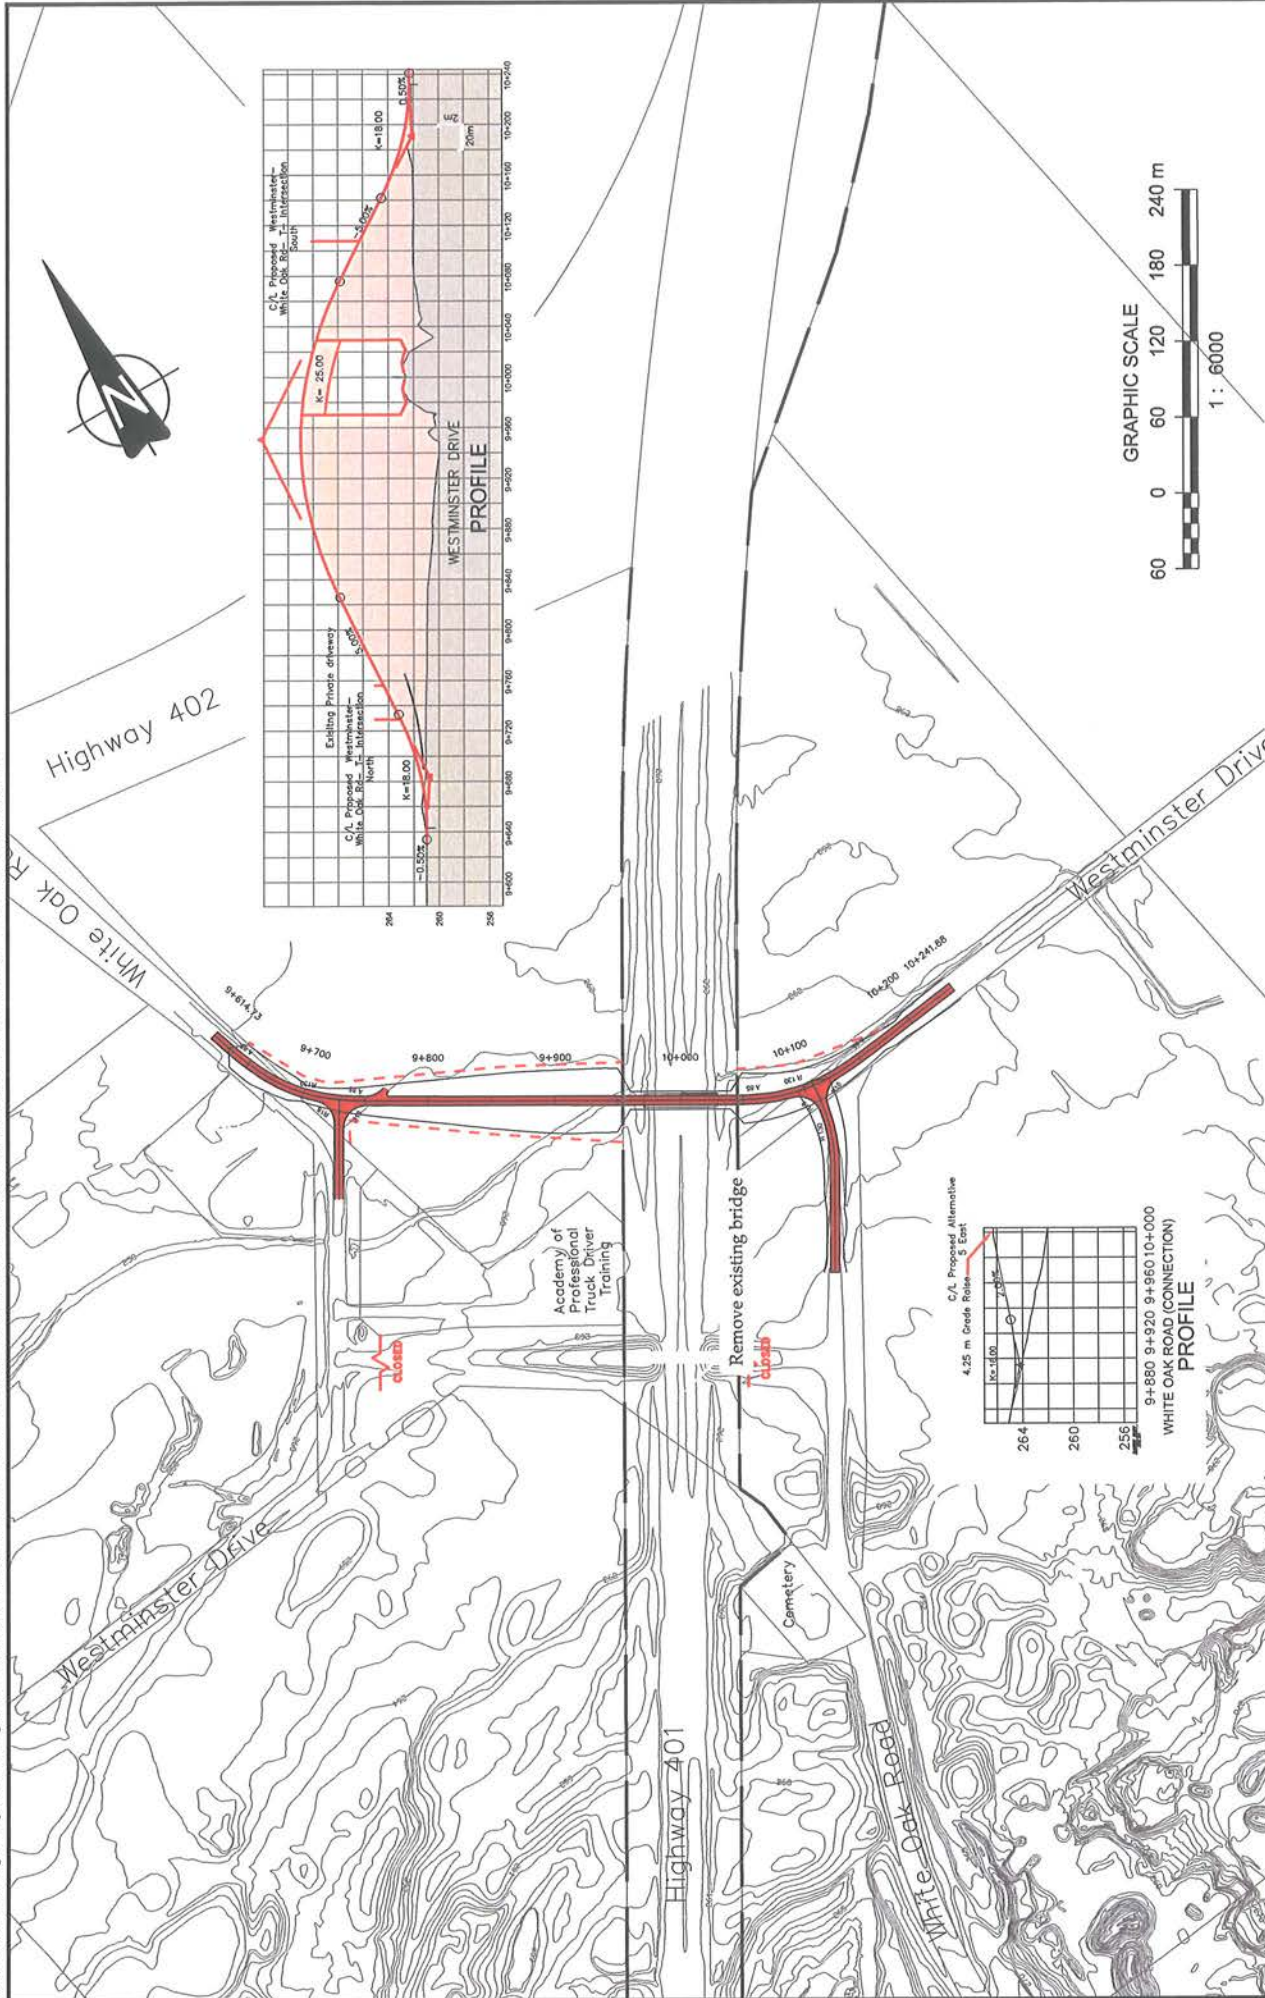 Highway 402
White Oak R
White Oak Road
Westminster Drive
Westminster Drive
Highway 401
Academy of
Professional
Truck Driver
Training
Cemetery
Remove existing bridge
CLOSED
CLOSED
9+614.73
9+700
9+800
9+900
10+000
10+100
10+200
10+241.68
C/L Proposed Westminster-
White Oak Rd- T- Intersection
South
C/L Proposed Westminster-
White Oak Rd- T- Intersection
North
Existing Private driveway
K=18.00
K= 25.00
K=18.00
-0.50%
5.00%
-5.00%
0.50%
20m
264
260
256
9+600
9+640
9+680
9+720
9+760
9+800
9+840
9+880
9+920
9+960
10+000
10+040
10+080
10+120
10+160
10+200
10+240
WESTMINSTER DRIVE
PROFILE
C/L Proposed Alternative
5 East
4.25 m Grade Raise
264
260
256
9+880 9+920 9+960 10+000
WHITE OAK ROAD (CONNECTION)
PROFILE
GRAPHIC SCALE
60 0 60 120 180 240 m
1 : 6000
N